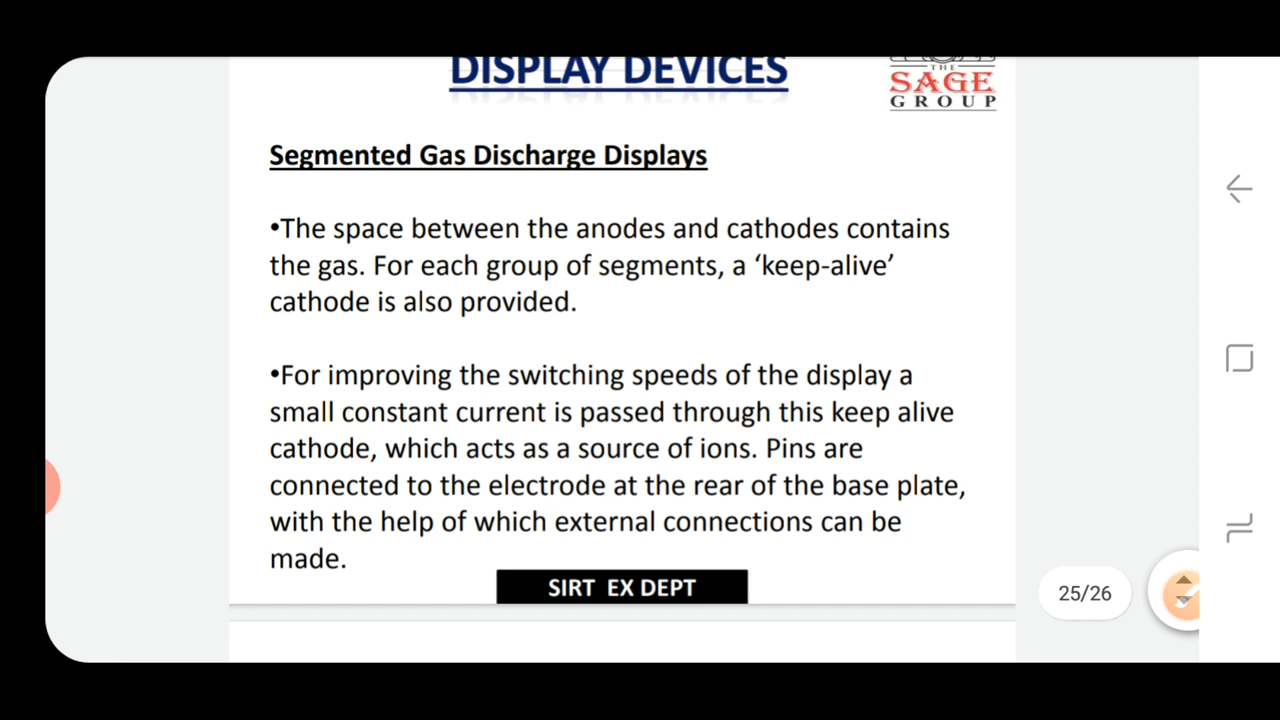 DISPLAY DEVICES
THE
SAGE
GROUP
Segmented Gas Discharge Displays
•The space between the anodes and cathodes contains
the gas. For each group of segments, a ‘keep-alive’
cathode is also provided.
•For improving the switching speeds of the display a
small constant current is passed through this keep alive
cathode, which acts as a source of ions. Pins are
connected to the electrode at the rear of the base plate,
with the help of which external connections can be
made.
SIRT EX DEPT
25/26